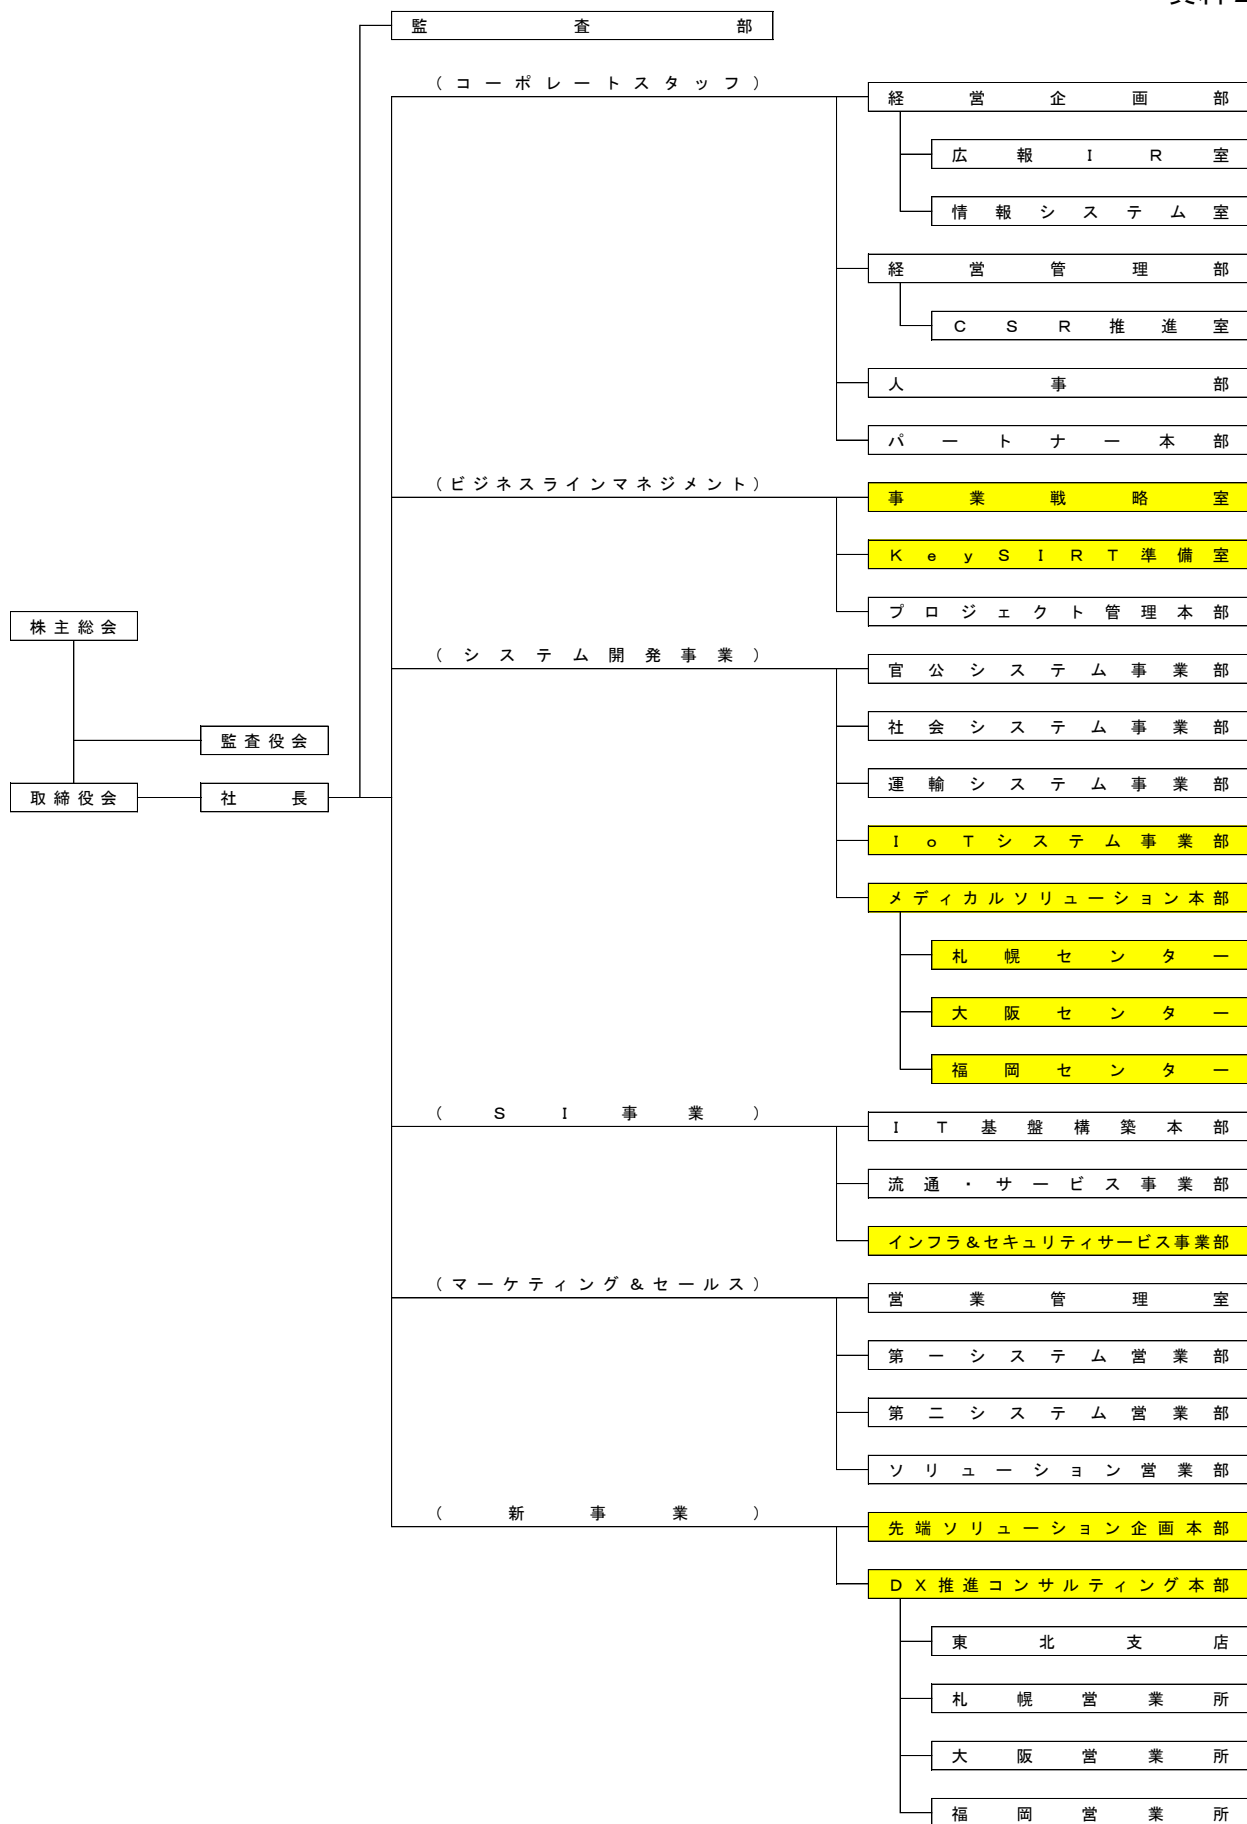 監査部
（コーポレートスタッフ）
経営企画部
広報ＩＲ室
情報システム室
経営管理部
ＣＳＲ推進室
人事部
パートナー本部
（ビジネスラインマネジメント）
事業戦略室
ＫｅｙＳＩＲＴ準備室
プロジェクト管理本部
株主総会
（システム開発事業）
官公システム事業部
社会システム事業部
監査役会
運輸システム事業部
取締役会
社長
ＩｏＴシステム事業部
メディカルソリューション本部
札幌センター
大阪センター
福岡センター
（ＳＩ事業）
ＩＴ基盤構築本部
流通・サービス事業部
インフラ＆セキュリティサービス事業部
（マーケティング＆セールス）
営業管理室
第一システム営業部
第二システム営業部
ソリューション営業部
（新事業）
先端ソリューション企画本部
ＤＸ推進コンサルティング本部
東北支店
札幌営業所
大阪営業所
福岡営業所